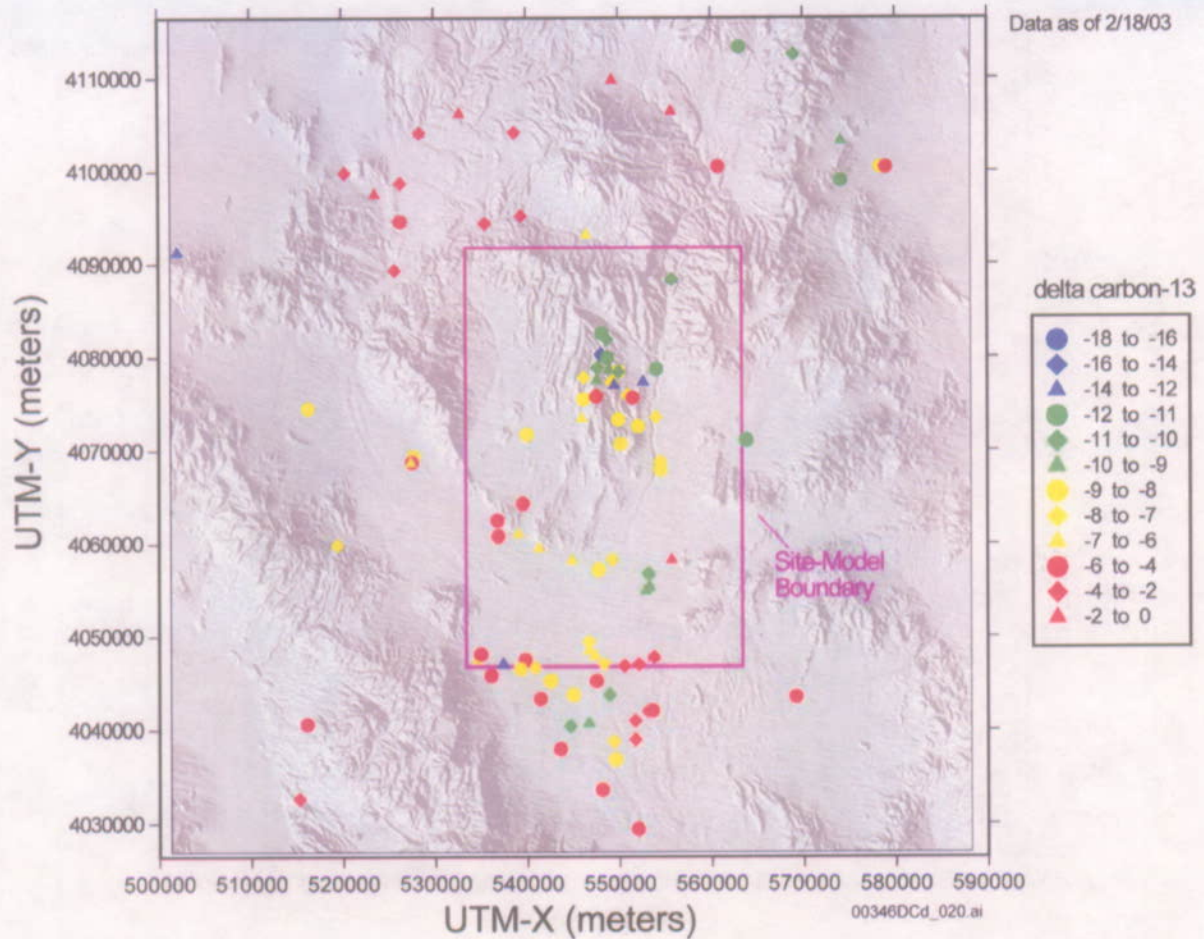 Data as of 2/18/03
4110000
4100000
4090000
4080000
4070000
4060000
4050000
4040000
4030000
UTM-Y (meters)
Site-Model
Boundary
delta carbon-13
-18 to -16
-16 to -14
-14 to -12
-12 to -11
-11 to -10
-10 to -9
-9 to -8
-8 to -7
-7 to -6
-6 to -4
-4 to -2
-2 to 0
500000 510000 520000 530000 540000 550000 560000 570000 580000 590000
UTM-X (meters)
00346DCd_020.ai